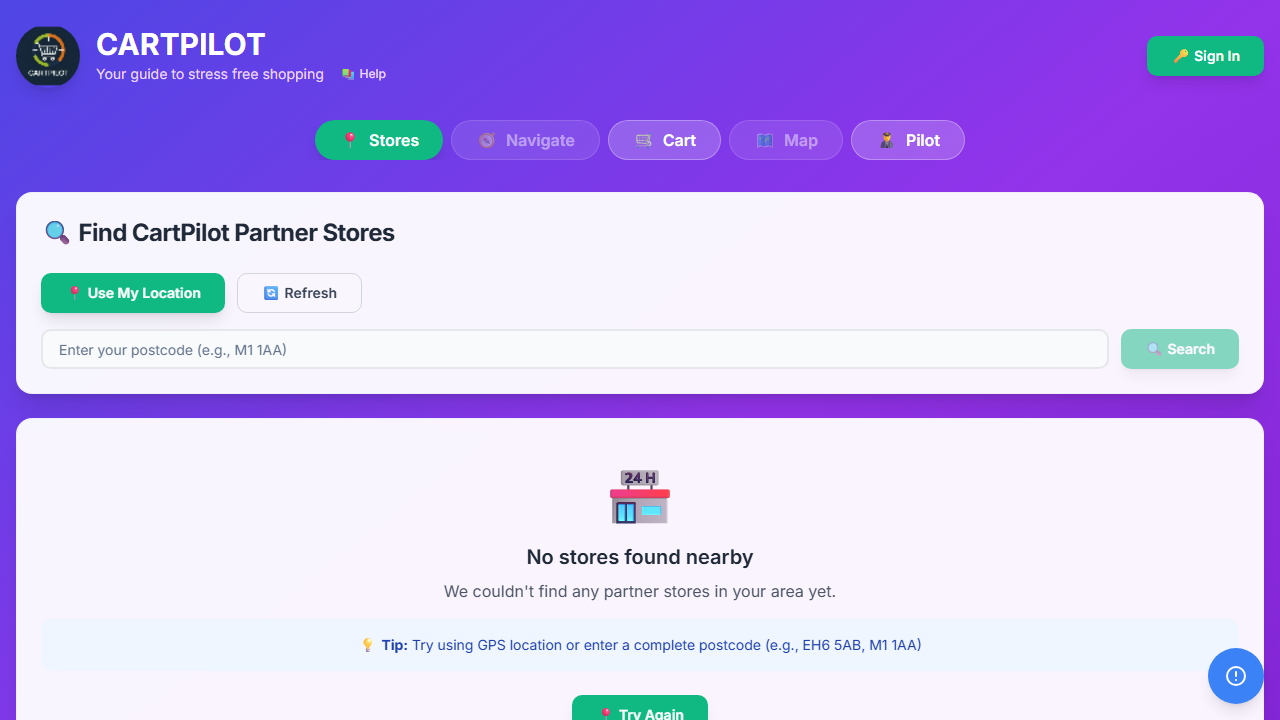 CARTPILOT
CARTPILOT
Your guide to stress free shopping
Help
Sign In
Stores
Navigate
Cart
Map
Pilot
Find CartPilot Partner Stores
Use My Location
Refresh
Enter your postcode (e.g., M1 1AA)
Search
24 H
No stores found nearby
We couldn't find any partner stores in your area yet.
Tip: Try using GPS location or enter a complete postcode (e.g., EH6 5AB, M1 1AA)
Try Again